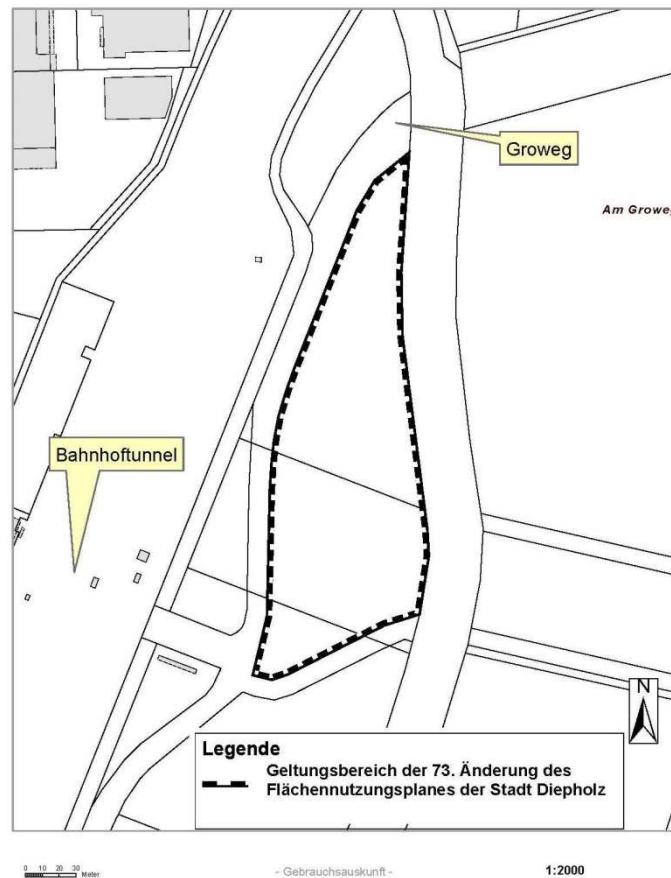 Groweg
Am Groweg
Bahnhoftunnel
N
Legende
Geltungsbereich der 73. Änderung des
Flächennutzungsplanes der Stadt Diepholz
0 10 20 30
Meter
- Gebrauchsauskunft -
1:2000